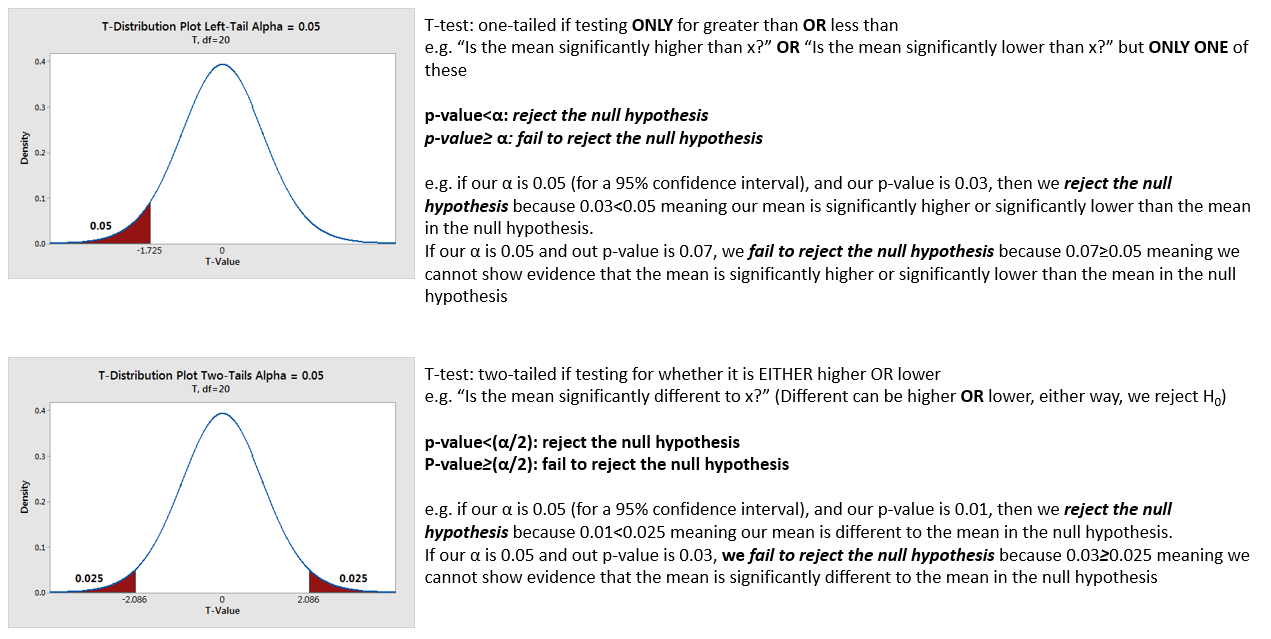 T-Distribution Plot Left-Tail Alpha = 0.05
T, df=20
0.4
0.3
0.2
0.1
0.0
Density
0.05
-1.725
0
T-Value
T-test: one-tailed if testing ONLY for greater than OR less than
e.g. “Is the mean significantly higher than x?” OR “Is the mean significantly lower than x?” but ONLY ONE of
these
p-value<α: reject the null hypothesis
p-value≥ α: fail to reject the null hypothesis
e.g. if our α is 0.05 (for a 95% confidence interval), and our p-value is 0.03, then we reject the null
hypothesis because 0.03<0.05 meaning our mean is significantly higher or significantly lower than the mean
in the null hypothesis.
If our α is 0.05 and out p-value is 0.07, we fail to reject the null hypothesis because 0.07≥0.05 meaning we
cannot show evidence that the mean is significantly higher or significantly lower than the mean in the null
hypothesis
T-Distribution Plot Two-Tails Alpha = 0.05
T, df=20
0.4
0.3
0.2
0.1
0.0
Density
0.025
0.025
-2.086
0
2.086
T-Value
T-test: two-tailed if testing for whether it is EITHER higher OR lower
e.g. “Is the mean significantly different to x?” (Different can be higher OR lower, either way, we reject H₀)
p-value<(α/2): reject the null hypothesis
P-value≥(α/2): fail to reject the null hypothesis
e.g. if our α is 0.05 (for a 95% confidence interval), and our p-value is 0.01, then we reject the null
hypothesis because 0.01<0.025 meaning our mean is different to the mean in the null hypothesis.
If our α is 0.05 and out p-value is 0.03, we fail to reject the null hypothesis because 0.03≥0.025 meaning we
cannot show evidence that the mean is significantly different to the mean in the null hypothesis